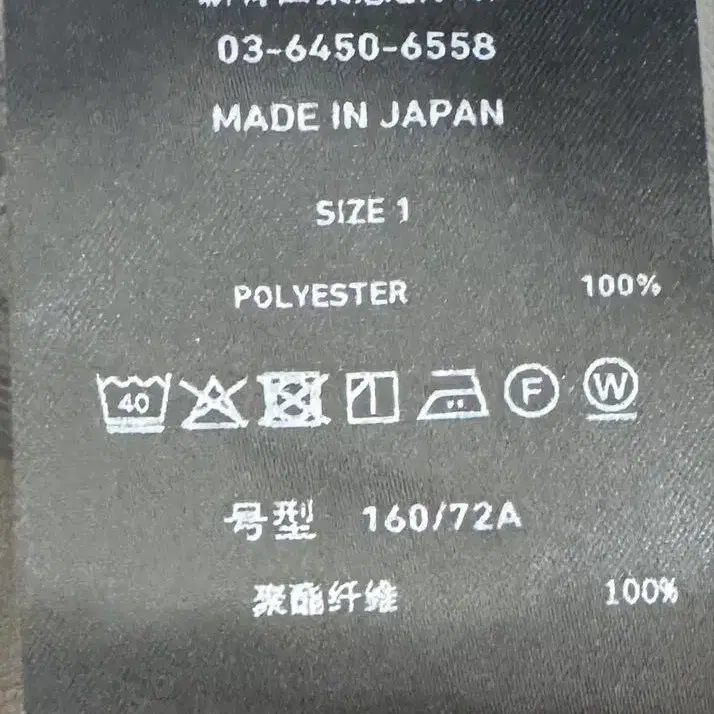 03-6450-6558
MADE IN JAPAN
SIZE 1
POLYESTER 100%
40 F W
号型 160/72A
聚酯纤维 100%